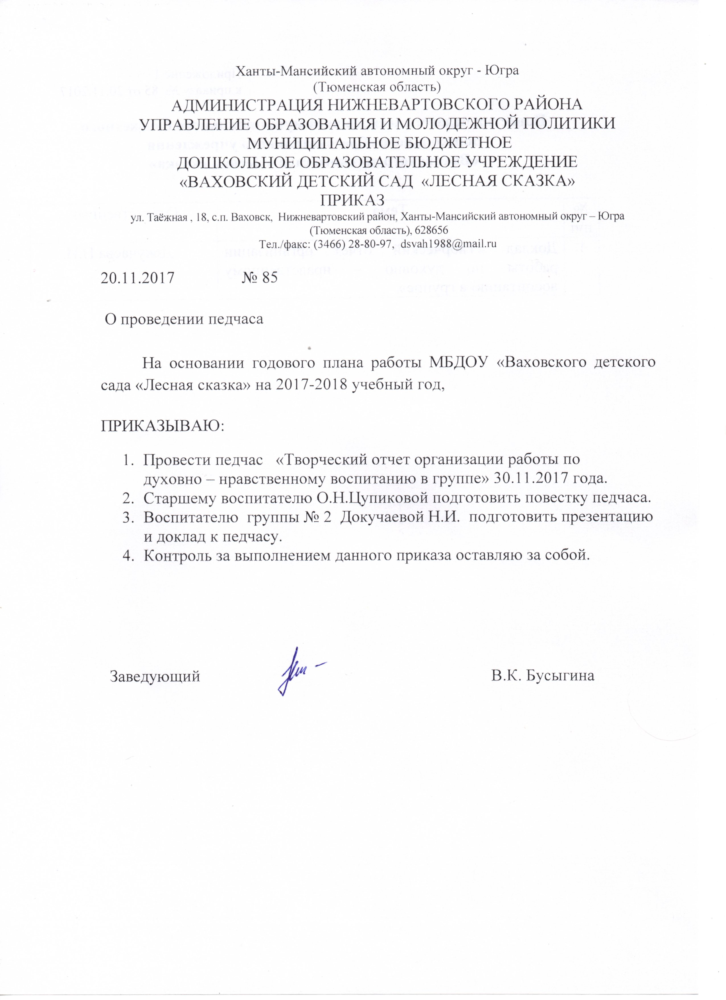 Ханты-Мансийский автономный округ - Югра
(Тюменская область)
АДМИНИСТРАЦИЯ НИЖНЕВАРТОВСКОГО РАЙОНА
УПРАВЛЕНИЕ ОБРАЗОВАНИЯ И МОЛОДЕЖНОЙ ПОЛИТИКИ
МУНИЦИПАЛЬНОЕ БЮДЖЕТНОЕ
ДОШКОЛЬНОЕ ОБРАЗОВАТЕЛЬНОЕ УЧРЕЖДЕНИЕ
«ВАХОВСКИЙ ДЕТСКИЙ САД «ЛЕСНАЯ СКАЗКА»
ПРИКАЗ
ул. Таёжная , 18, с.п. Ваховск, Нижневартовский район, Ханты-Мансийский автономный округ – Югра
(Тюменская область), 628656
Тел./факс: (3466) 28-80-97, dsvah1988@mail.ru
20.11.2017 № 85
О проведении педчаса
На основании годового плана работы МБДОУ «Ваховского детского
сада «Лесная сказка» на 2017-2018 учебный год,
ПРИКАЗЫВАЮ:
1. Провести педчас «Творческий отчет организации работы по
духовно – нравственному воспитанию в группе» 30.11.2017 года.
2. Старшему воспитателю О.Н.Цупиковой подготовить повестку педчаса.
3. Воспитателю группы № 2 Докучаевой Н.И. подготовить презентацию
и доклад к педчасу.
4. Контроль за выполнением данного приказа оставляю за собой.
Заведующий В.К. Бусыгина